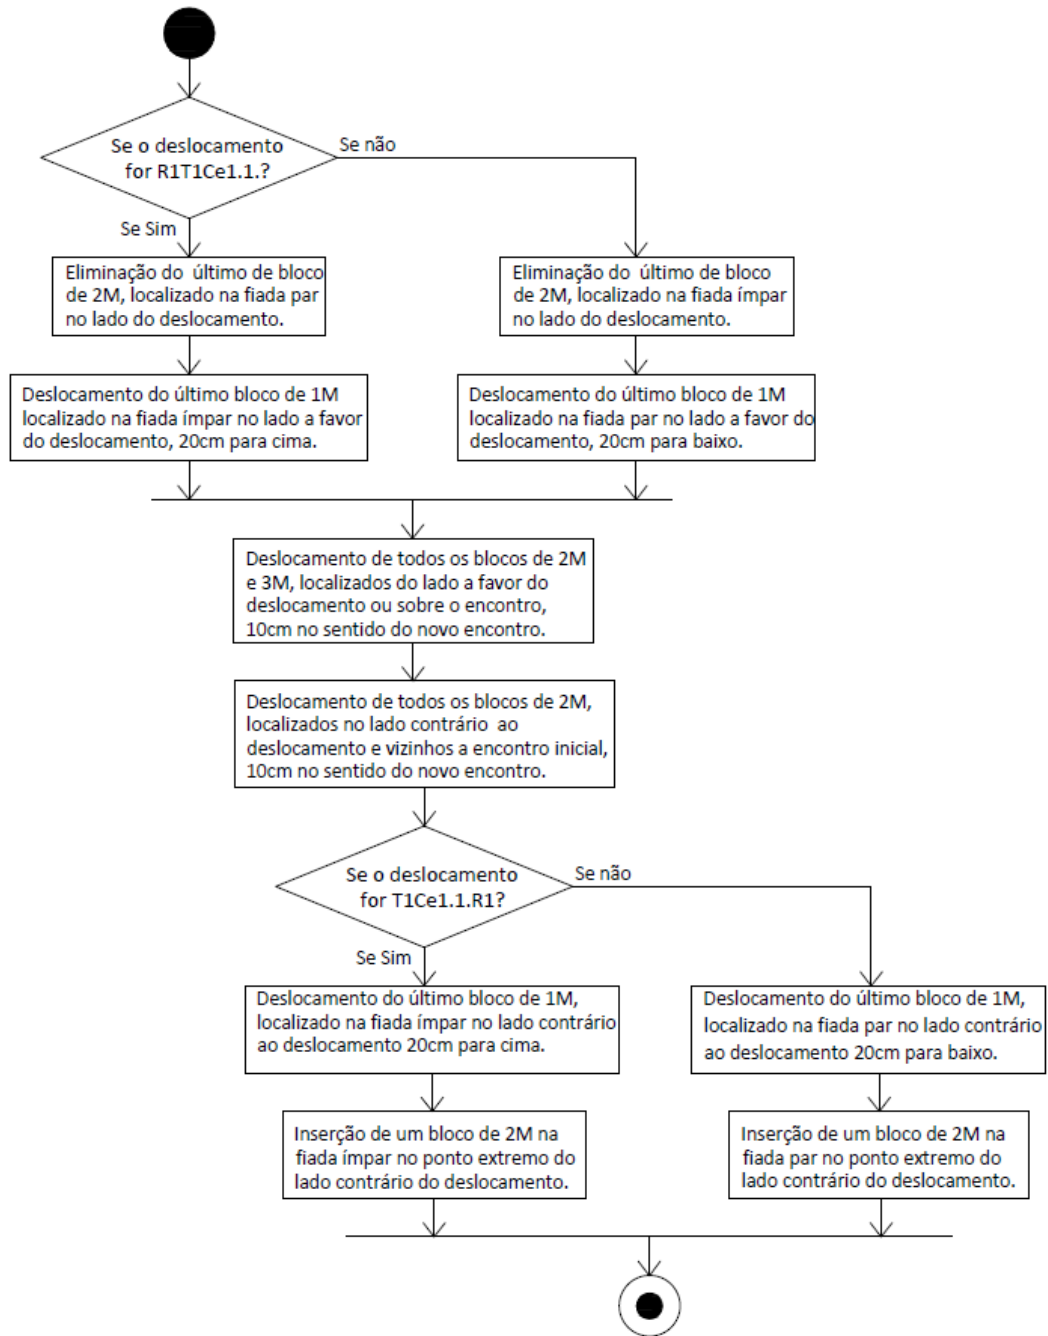 Se o deslocamento
for R1T1Ce1.1.?
Se não
Se Sim
Eliminação do último de bloco
de 2M, localizado na fiada par
no lado do deslocamento.
Eliminação do último de bloco
de 2M, localizado na fiada ímpar
no lado do deslocamento.
Deslocamento do último bloco de 1M
localizado na fiada ímpar no lado a favor
do deslocamento, 20cm para cima.
Deslocamento do último bloco de 1M
localizado na fiada par no lado a favor do
deslocamento, 20cm para baixo.
Deslocamento de todos os blocos de 2M
e 3M, localizados do lado a favor do
deslocamento ou sobre o encontro,
10cm no sentido do novo encontro.
Deslocamento de todos os blocos de 2M,
localizados no lado contrário ao
deslocamento e vizinhos a encontro inicial,
10cm no sentido do novo encontro.
Se o deslocamento
for T1Ce1.1.R1?
Se não
Se Sim
Deslocamento do último bloco de 1M,
localizado na fiada ímpar no lado contrário
ao deslocamento 20cm para cima.
Deslocamento do último bloco de 1M,
localizado na fiada par no lado contrário
ao deslocamento 20cm para baixo.
Inserção de um bloco de 2M na
fiada ímpar no ponto extremo do
lado contrário do deslocamento.
Inserção de um bloco de 2M na
fiada par no ponto extremo do
lado contrário do deslocamento.